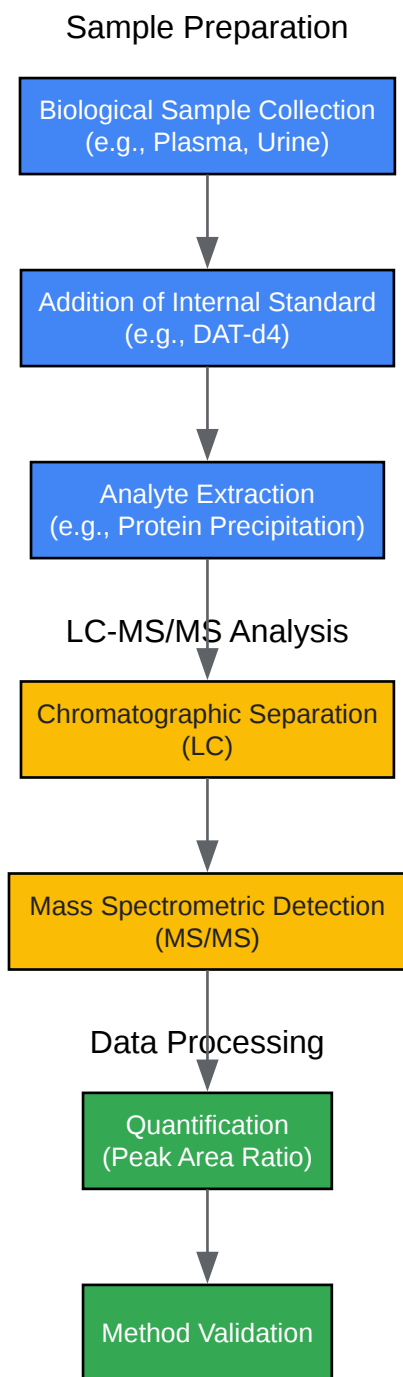 Sample Preparation
Biological Sample Collection
(e.g., Plasma, Urine)
Addition of Internal Standard
(e.g., DAT-d4)
Analyte Extraction
(e.g., Protein Precipitation)
LC-MS/MS Analysis
Chromatographic Separation
(LC)
Mass Spectrometric Detection
(MS/MS)
Data Processing
Quantification
(Peak Area Ratio)
Method Validation